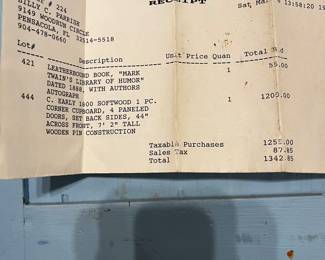 RECEIPT
# 224
Sat Mar 13:58:20 19
BILLY C. PARRISH
9149 WOODRUN CIRCLE
PENSACOLA, FL 32514-5518
904-478-0660
Lot# Description Unit Price Quan Total Bid
421 LEATHERBOUND BOOK, "MARK 1 55.00
TWAIN'S LIBRARY OF HUMOR"
DATED 1888, WITH AUTHORS
AUTOGRAPH
444 C. EARLY 1800 SOFTWOOD 1 PC. 1 1200.00
CORNER CUPBOARD, 4 PANELED
DOORS, SET BACK SIDES, 44"
ACROSS FRONT, 7' 2" TALL
WOODEN PIN CONSTRUCTION
Taxable Purchases 1255.00
Sales Tax 87.85
Total 1342.85